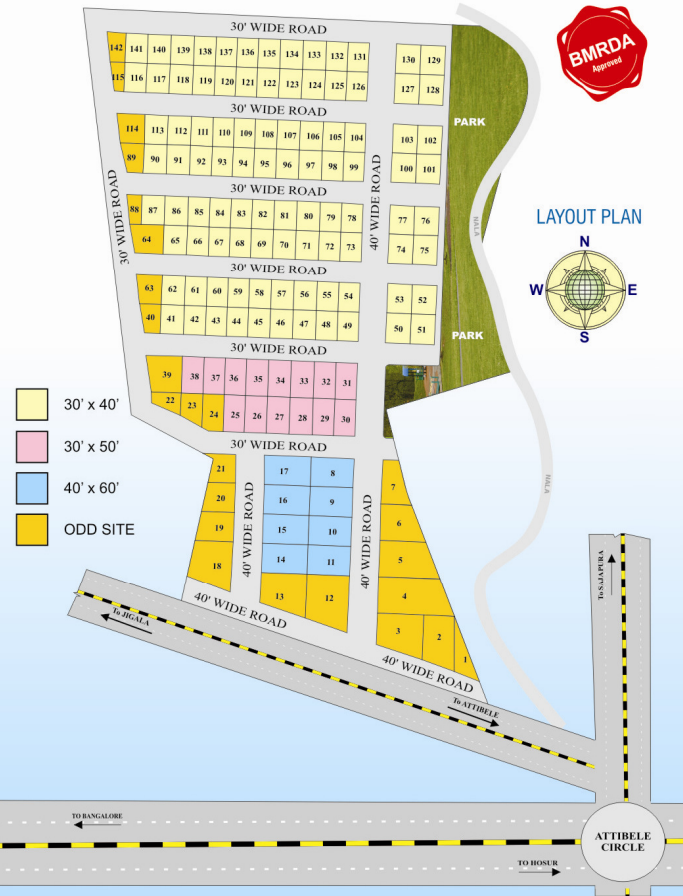 30' WIDE ROAD
142 141 140 139 138 137 136 135 134 133 132 131
130 129
115 116 117 118 119 120 121 122 123 124 125 126
127 128
BMRDA
Approved
30' WIDE ROAD
PARK
114 113 112 111 110 109 108 107 106 105 104
103 102
89 90 91 92 93 94 95 96 97 98 99
100 101
30' WIDE ROAD
40' WIDE ROAD
30' WIDE ROAD
88 87 86 85 84 83 82 81 80 79 78
77 76
64 65 66 67 68 69 70 71 72 73
74 75
NALA
LAYOUT PLAN
N
W E
S
30' WIDE ROAD
63 62 61 60 59 58 57 56 55 54
53 52
40 41 42 43 44 45 46 47 48 49
50 51
PARK
30' WIDE ROAD
39 38 37 36 35 34 33 32 31
22 23 24 25 26 27 28 29 30
30' x 40'
30' x 50'
40' x 60'
ODD SITE
30' WIDE ROAD
21
20
19
18
40' WIDE ROAD
17 8
16 9
15 10
14 11
13 12
40' WIDE ROAD
7
6
5
4
3 2 1
NALA
40' WIDE ROAD
40' WIDE ROAD
To JIGALA
To ATTIBELE
To SAJAPURA
TO BANGALORE
ATTIBELE
CIRCLE
TO HOSUR